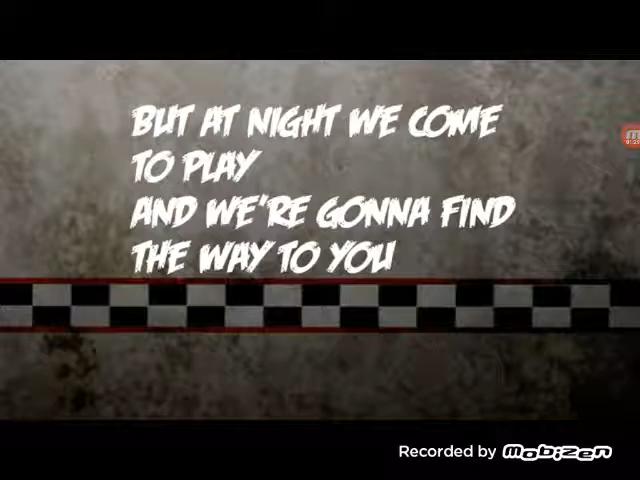 BUT AT NIGHT WE COME
TO PLAY
AND WE'RE GONNA FIND
THE WAY TO YOU
Recorded by mobizen